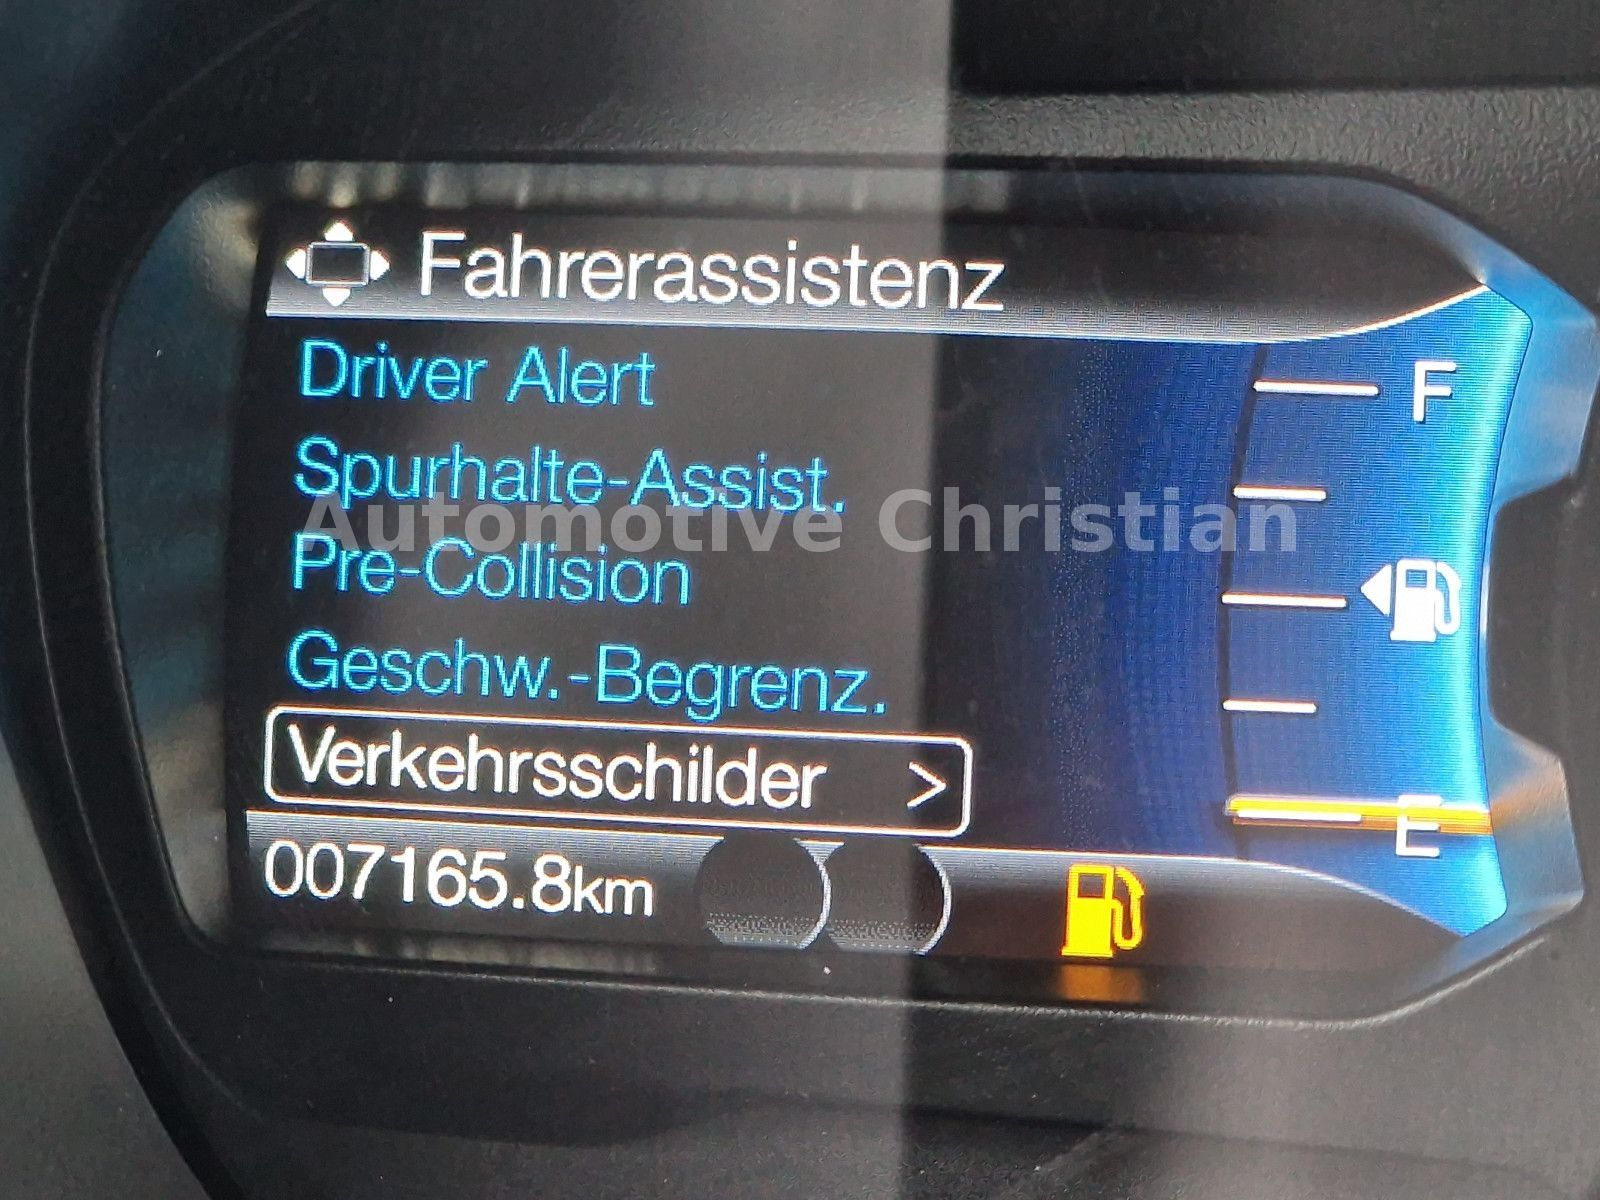 Fahrerassistenz
Driver Alert
Spurhalte-Assist.
Automotive Christian
Pre-Collision
Geschw.-Begrenz.
Verkehrsschilder >
007165.8km
F
E